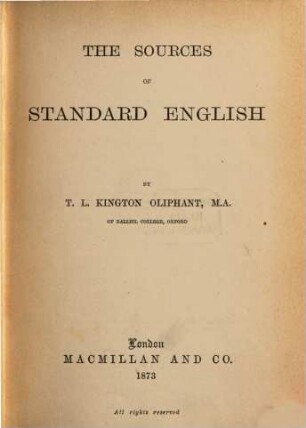 THE SOURCES
OF
STANDARD ENGLISH
BY
T. L. KINGTON OLIPHANT, M.A.
OF BALLIOL COLLEGE, OXFORD
London
MACMILLAN AND CO.
1873
All rights reserved